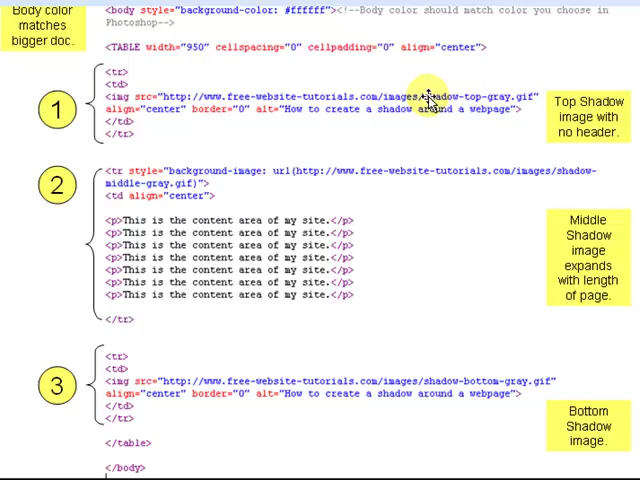 Body color
matches
bigger doc.
<body style="background-color: #ffffff"><!--Body color should match color you choose in
Photoshop-->
<TABLE width="950" cellspacing="0" cellpadding="0" align="center">
1
<tr>
<td>
<img src="http://www.free-website-tutorials.com/images/shadow-top-gray.gif"
align="center" border="0" alt="How to create a shadow around a webpage">
</td>
</tr>
Top Shadow
image with
no header.
2
<tr style="background-image: url(http://www.free-website-tutorials.com/images/shadow-
middle-gray.gif)">
<td align="center">
<p>This is the content area of my site.</p>
<p>This is the content area of my site.</p>
<p>This is the content area of my site.</p>
<p>This is the content area of my site.</p>
<p>This is the content area of my site.</p>
<p>This is the content area of my site.</p>
<p>This is the content area of my site.</p>
</tr>
Middle
Shadow
image
expands
with length
of page.
3
<tr>
<td>
<img src="http://www.free-website-tutorials.com/images/shadow-bottom-gray.gif"
align="center" border="0" alt="How to create a shadow around a webpage">
</td>
</tr>
Bottom
Shadow
image.
</table>
</body>